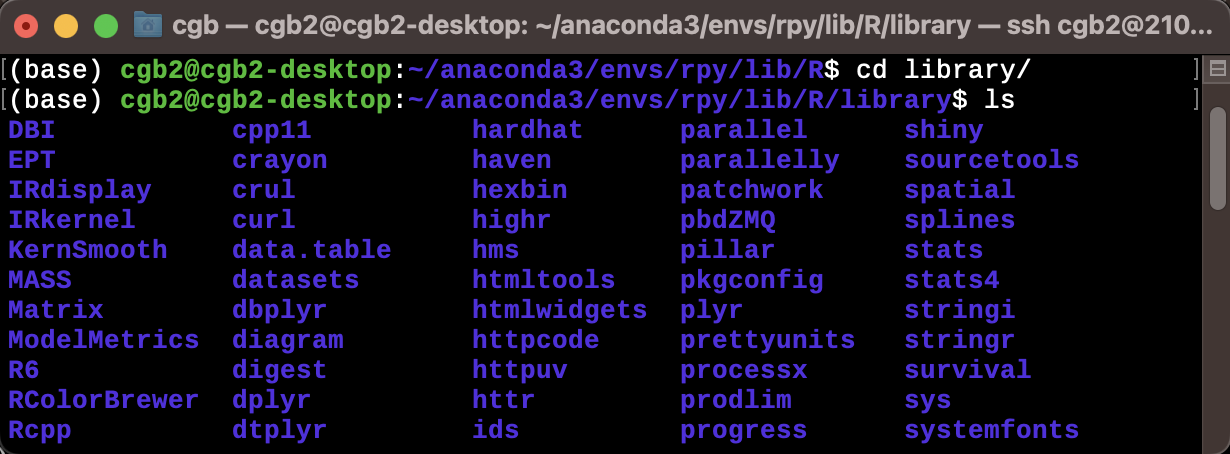 cgb — cgb2@cgb2-desktop: ~/anaconda3/envs/rpy/lib/R/library — ssh cgb2@210...
[(base) cgb2@cgb2-desktop:~/anaconda3/envs/rpy/lib/R$ cd library/ ]
[(base) cgb2@cgb2-desktop:~/anaconda3/envs/rpy/lib/R/library$ ls ]
DBI cpp11 hardhat parallel shiny
EPT crayon haven parallelly sourcetools
IRdisplay crul hexbin patchwork spatial
IRkernel curl highr pbdZMQ splines
KernSmooth data.table hms pillar stats
MASS datasets htmltools pkgconfig stats4
Matrix dbplyr htmlwidgets plyr stringi
ModelMetrics diagram httpcode prettyunits stringr
R6 digest httpuv processx survival
RColorBrewer dplyr httr prodlim sys
Rcpp dtplyr ids progress systemfonts